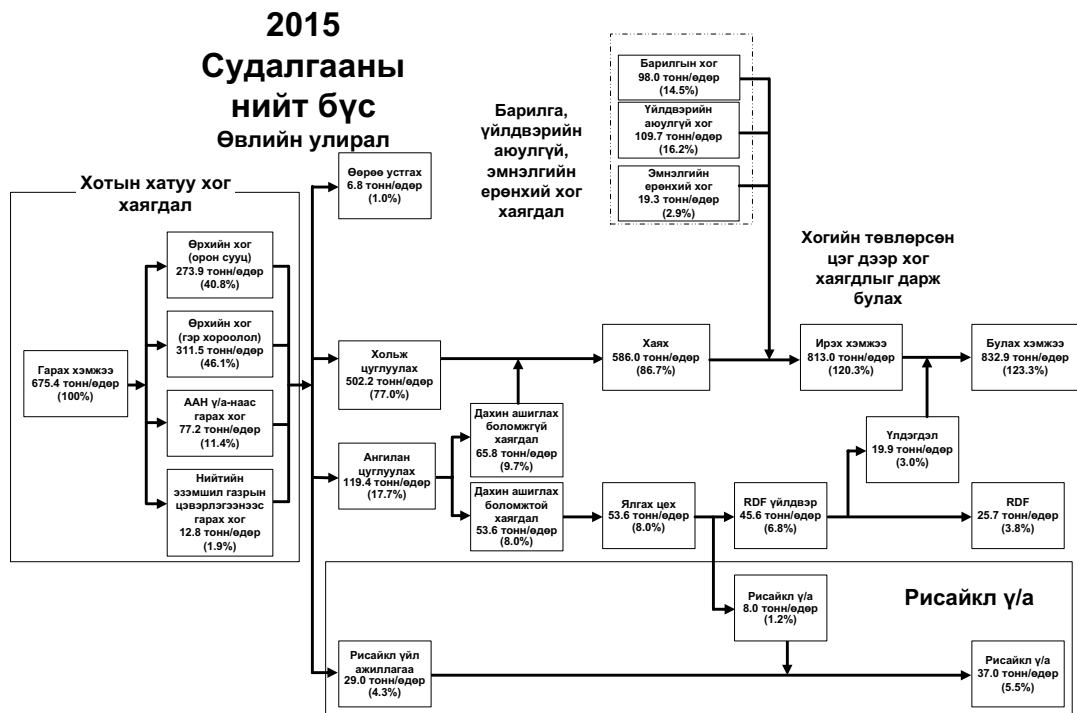 2015
Судалгааны
нийт бүс
Өвлийн улирал
Хотын хатуу хог
хаягдал
Гарах хэмжээ
675.4 тонн/өдөр
(100%)
Өрхийн хог
(орон сууц)
273.9 тонн/өдөр
(40.8%)
Өрхийн хог
(гэр хороолол)
311.5 тонн/өдөр
(46.1%)
ААН ү/а-наас
гарах хог
77.2 тонн/өдөр
(11.4%)
Нийтийн
эзэмшил газрын
цэвэрлэгээнээс
гарах хог
12.8 тонн/өдөр
(1.9%)
Өөрөө устгах
6.8 тонн/өдөр
(1.0%)
Хольж
цуглуулах
502.2 тонн/өдөр
(77.0%)
Ангилан
цуглуулах
119.4 тонн/өдөр
(17.7%)
Рисайкл үйл
ажиллагаа
29.0 тонн/өдөр
(4.3%)
Барилга,
үйлдвэрийн
аюулгүй,
эмнэлгийн
ерөнхий хог
хаягдал
Дахин ашиглах
боломжгүй
хаягдал
65.8 тонн/өдөр
(9.7%)
Дахин ашиглах
боломжтой
хаягдал
53.6 тонн/өдөр
(8.0%)
Барилгын хог
98.0 тонн/өдөр
(14.5%)
Үйлдвэрийн
аюулгүй хог
109.7 тонн/өдөр
(16.2%)
Эмнэлгийн
ерөнхий хог
19.3 тонн/өдөр
(2.9%)
Хаях
586.0 тонн/өдөр
(86.7%)
Ялгах цех
53.6 тонн/өдөр
(8.0%)
RDF үйлдвэр
45.6 тонн/өдөр
(6.8%)
Рисайкл ү/а
8.0 тонн/өдөр
(1.2%)
Хогийн төвлөрсөн
цэг дээр хог
хаягдлыг дарж
булах
Ирэх хэмжээ
813.0 тонн/өдөр
(120.3%)
Үлдэгдэл
19.9 тонн/өдөр
(3.0%)
Булах хэмжээ
832.9 тонн/өдөр
(123.3%)
RDF
25.7 тонн/өдөр
(3.8%)
Рисайкл ү/а
Рисайкл ү/а
37.0 тонн/өдөр
(5.5%)